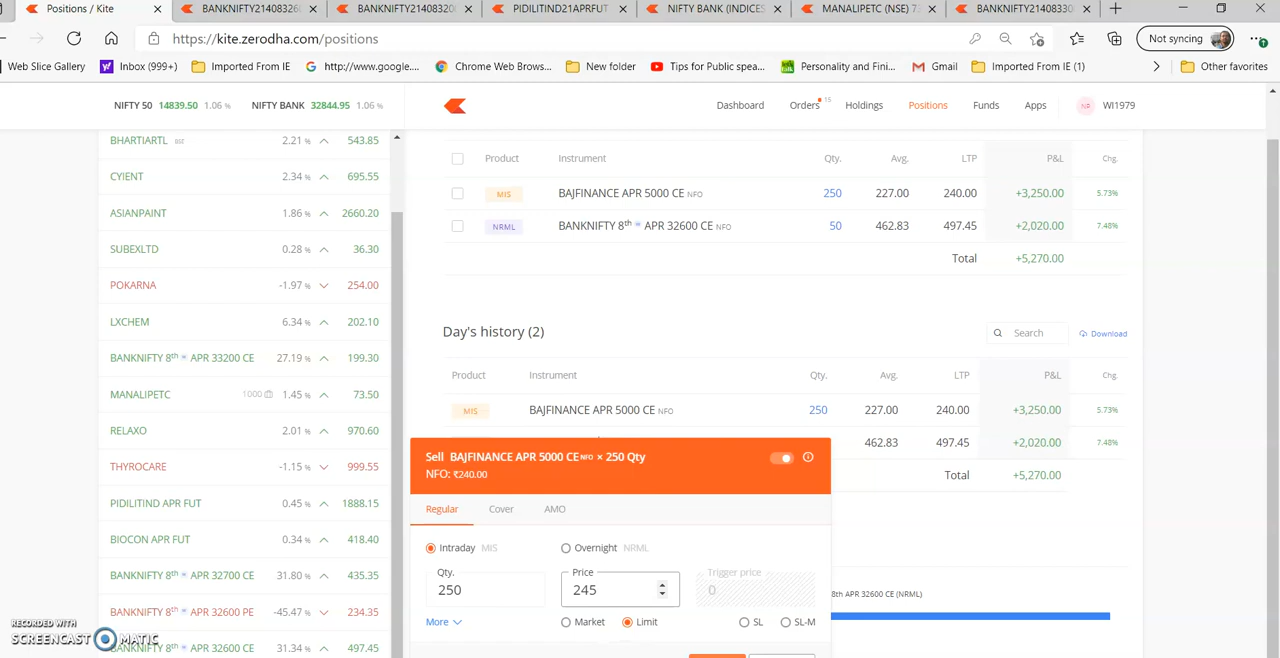 Positions / Kite
BANKNIFTY214083260
BANKNIFTY214083200
PIDILITIND21APRFUT
NIFTY BANK (INDICES
MANALIPETC (NSE) 73
BANKNIFTY214083300
https://kite.zerodha.com/positions
Not syncing
Web Slice Gallery
Inbox (999+)
Imported From IE
http://www.google....
Chrome Web Brows...
New folder
Tips for Public spea...
Personality and Fini...
Gmail
Imported From IE (1)
Other favorites
NIFTY 50 14839.50 1.06 %
NIFTY BANK 32844.95 1.06 %
Dashboard
Orders 15
Holdings
Positions
Funds
Apps
NP WI1979
BHARTIARTL BSE 2.21 % 543.85
CYIENT 2.34 % 695.55
ASIANPAINT 1.86 % 2660.20
SUBEXLTD 0.28 % 36.30
POKARNA -1.97 % 254.00
LXCHEM 6.34 % 202.10
BANKNIFTY 8th APR 33200 CE 27.19 % 199.30
MANALIPETC 1000 1.45 % 73.50
RELAXO 2.01 % 970.60
THYROCARE -1.15 % 999.55
PIDILITIND APR FUT 0.45 % 1888.15
BIOCON APR FUT 0.34 % 418.40
BANKNIFTY 8th APR 32700 CE 31.80 % 435.35
BANKNIFTY 8th APR 32600 PE -45.47 % 234.35
BANKNIFTY 8th APR 32600 CE 31.34 % 497.45
Product Instrument Qty. Avg. LTP P&L Chg.
MIS BAJFINANCE APR 5000 CE NFO 250 227.00 240.00 +3,250.00 5.73%
NRML BANKNIFTY 8th APR 32600 CE NFO 50 462.83 497.45 +2,020.00 7.48%
Total +5,270.00
Day's history (2)
Search
Download
Product Instrument Qty. Avg. LTP P&L Chg.
MIS BAJFINANCE APR 5000 CE NFO 250 227.00 240.00 +3,250.00 5.73%
462.83 497.45 +2,020.00 7.48%
Total +5,270.00
Sell BAJFINANCE APR 5000 CE NFO × 250 Qty
NFO: ₹240.00
Regular Cover AMO
Intraday MIS
Overnight NRML
Qty. Price Trigger price
250 245 0
More
Market Limit SL SL-M
8th APR 32600 CE (NRML)
RECORDED WITH
SCREENCAST MATIC